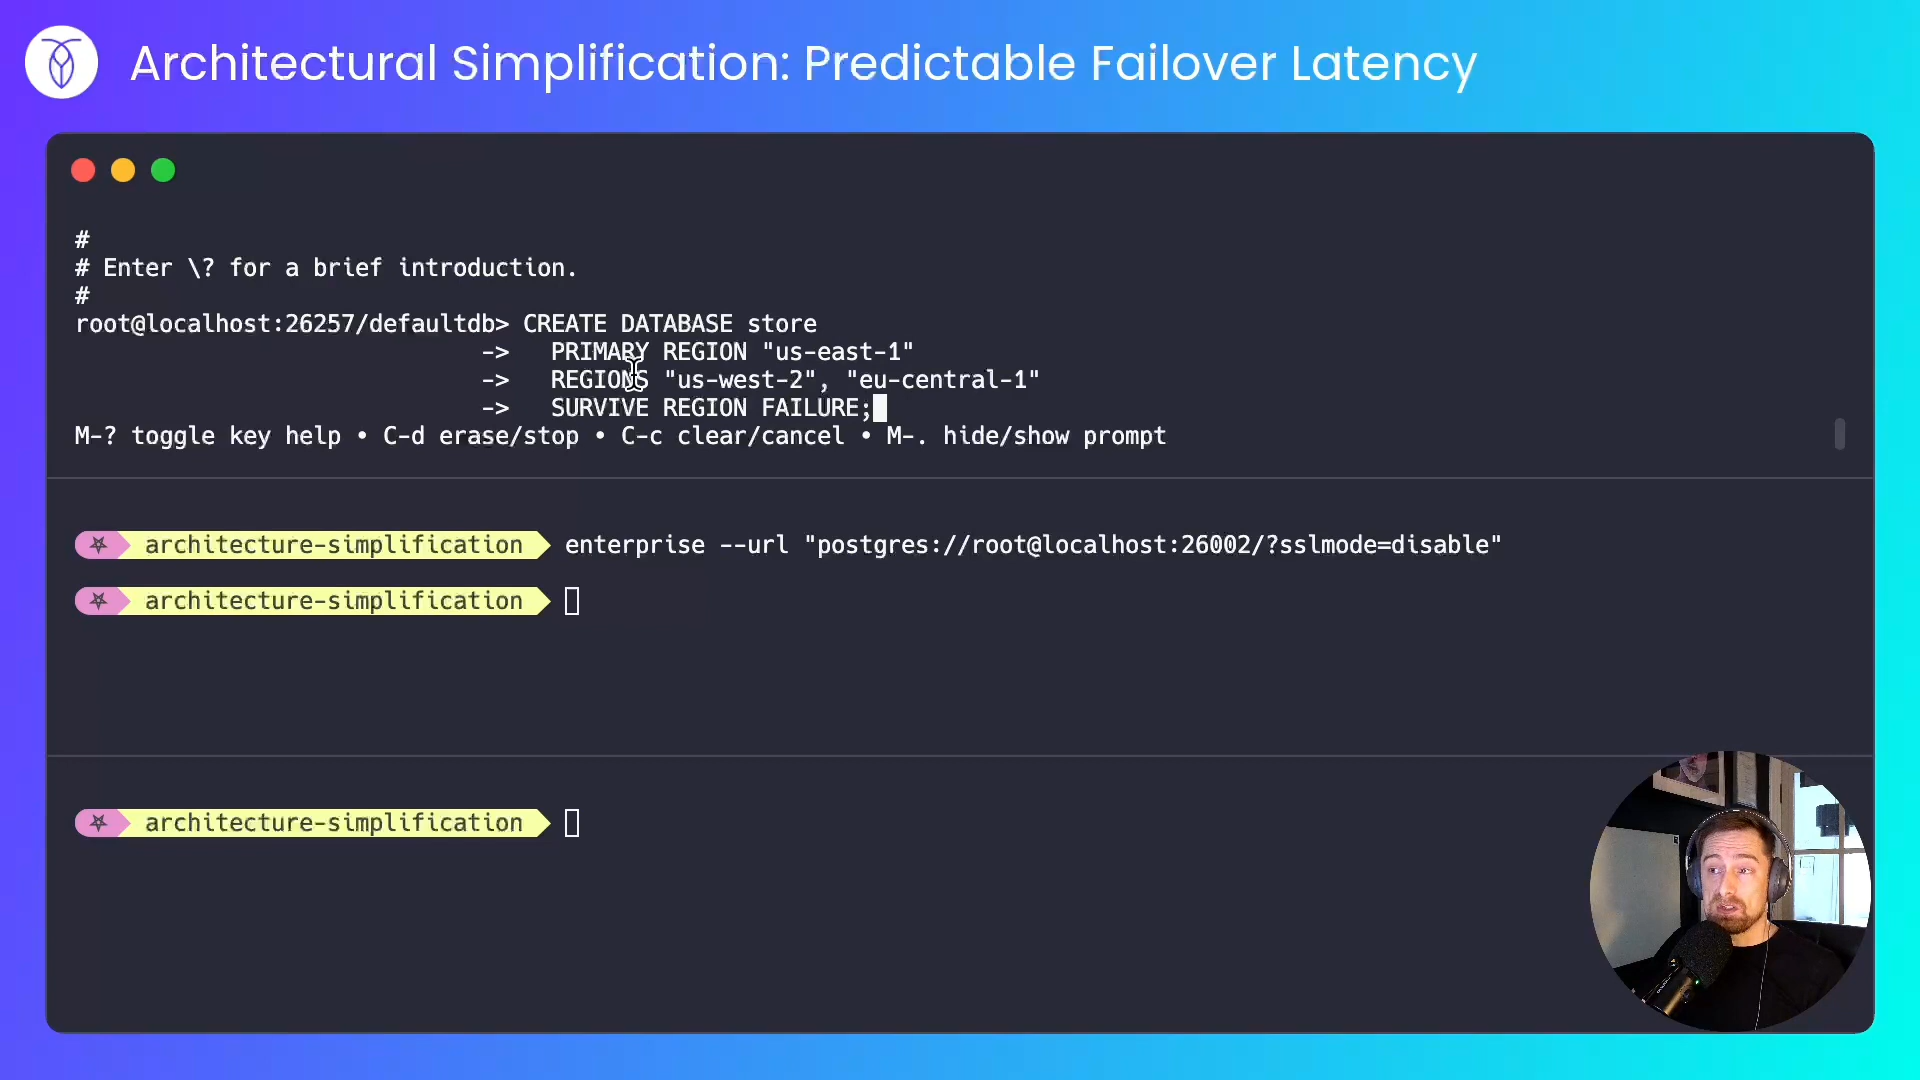 Architectural Simplification: Predictable Failover Latency
#
# Enter \? for a brief introduction.
#
root@localhost:26257/defaultdb> CREATE DATABASE store
-> PRIMARY REGION "us-east-1"
-> REGIONS "us-west-2", "eu-central-1"
-> SURVIVE REGION FAILURE;
M-? toggle key help • C-d erase/stop • C-c clear/cancel • M-. hide/show prompt
architecture-simplification enterprise --url "postgres://root@localhost:26002/?sslmode=disable"
architecture-simplification
architecture-simplification